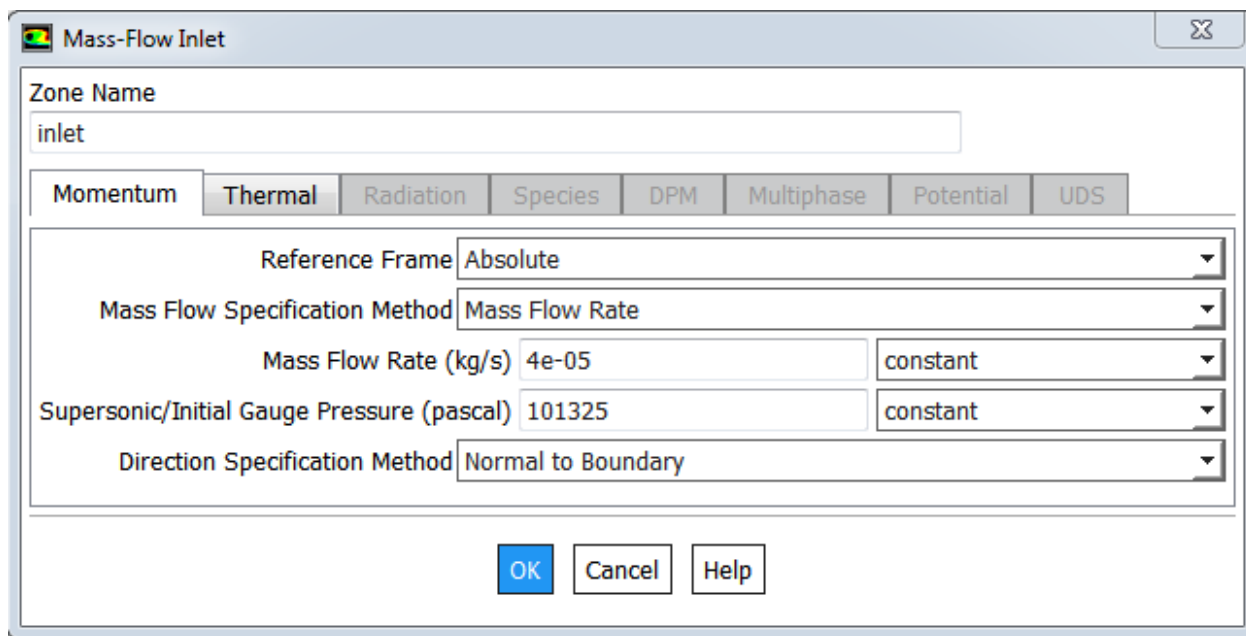 Mass-Flow Inlet
Zone Name
inlet
Momentum Thermal Radiation Species DPM Multiphase Potential UDS
Reference Frame Absolute
Mass Flow Specification Method Mass Flow Rate
Mass Flow Rate (kg/s) 4e-05 constant
Supersonic/Initial Gauge Pressure (pascal) 101325 constant
Direction Specification Method Normal to Boundary
OK Cancel Help